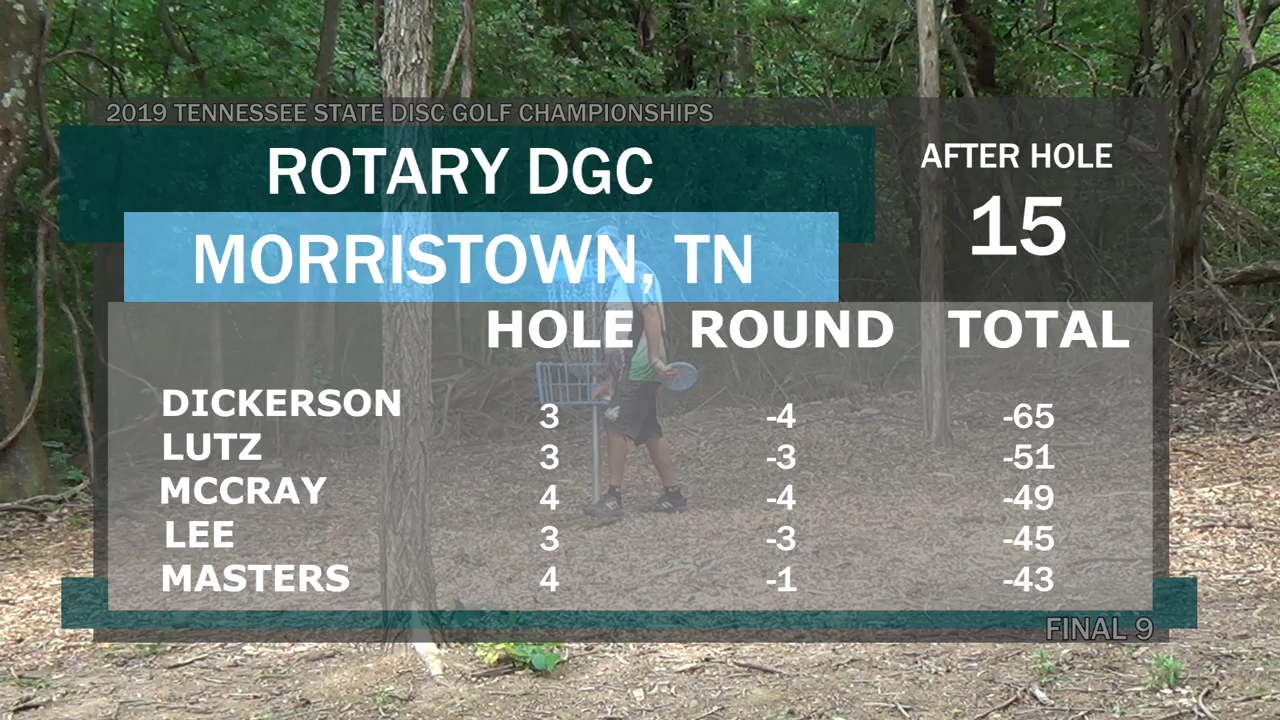 2019 TENNESSEE STATE DISC GOLF CHAMPIONSHIPS
ROTARY DGC
MORRISTOWN, TN
AFTER HOLE
15
HOLE ROUND TOTAL
DICKERSON 3 -4 -65
LUTZ 3 -3 -51
MCCRAY 4 -4 -49
LEE 3 -3 -45
MASTERS 4 -1 -43
FINAL 9